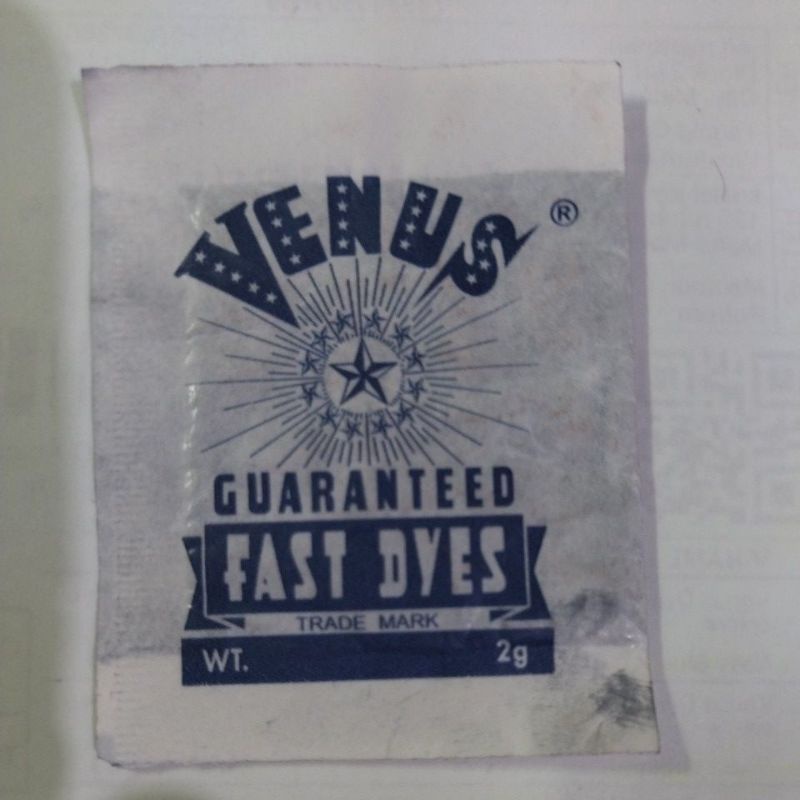 VENUS ®
GUARANTEED
FAST DYES
TRADE MARK
WT. 2g